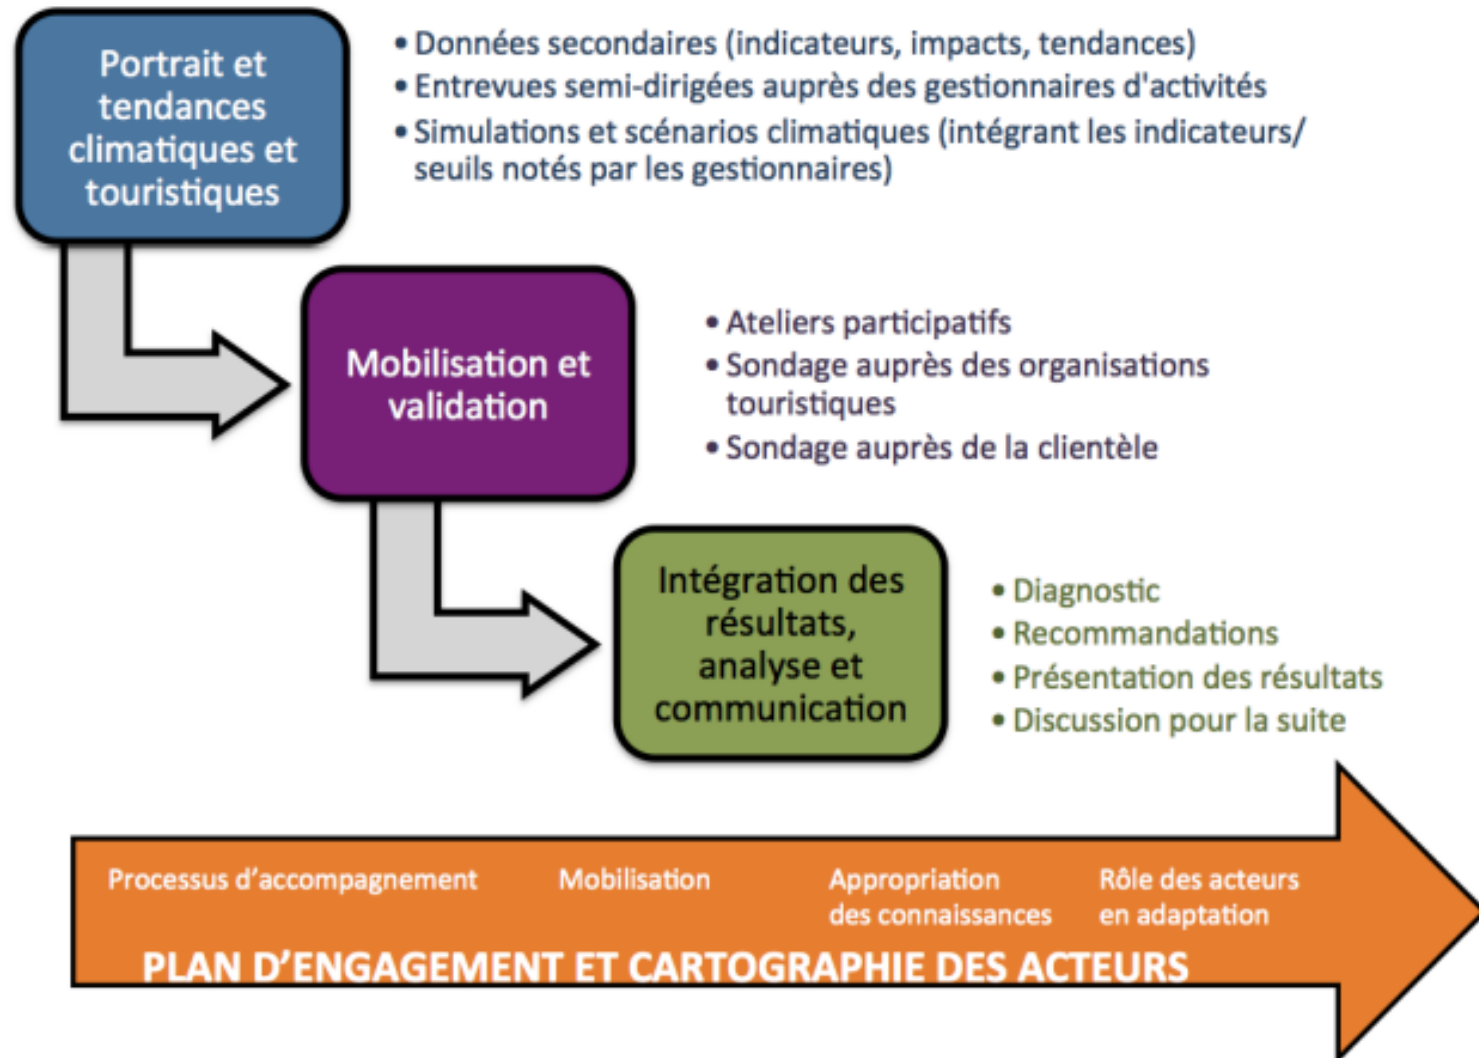 Portrait et
tendances
climatiques et
touristiques
• Données secondaires (indicateurs, impacts, tendances)
• Entrevues semi-dirigées auprès des gestionnaires d'activités
• Simulations et scénarios climatiques (intégrant les indicateurs/
seuils notés par les gestionnaires)
Mobilisation et
validation
• Ateliers participatifs
• Sondage auprès des organisations
touristiques
• Sondage auprès de la clientèle
Intégration des
résultats,
analyse et
communication
• Diagnostic
• Recommandations
• Présentation des résultats
• Discussion pour la suite
Processus d’accompagnement
Mobilisation
Appropriation
des connaissances
Rôle des acteurs
en adaptation
PLAN D’ENGAGEMENT ET CARTOGRAPHIE DES ACTEURS